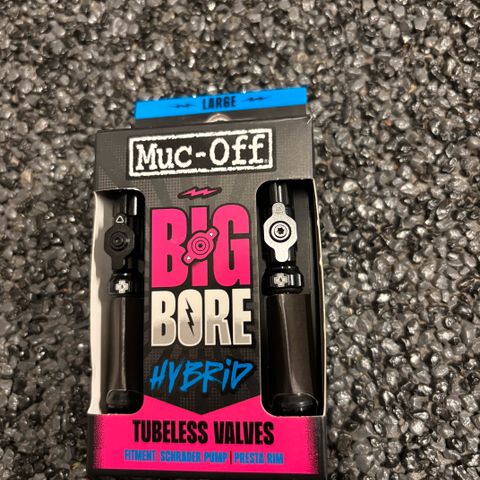 LARGE
Muc-Off
BIG
BORE
HYBRID
TUBELESS VALVES
FITMENT: SCHRADER PUMP | PRESTA RIM